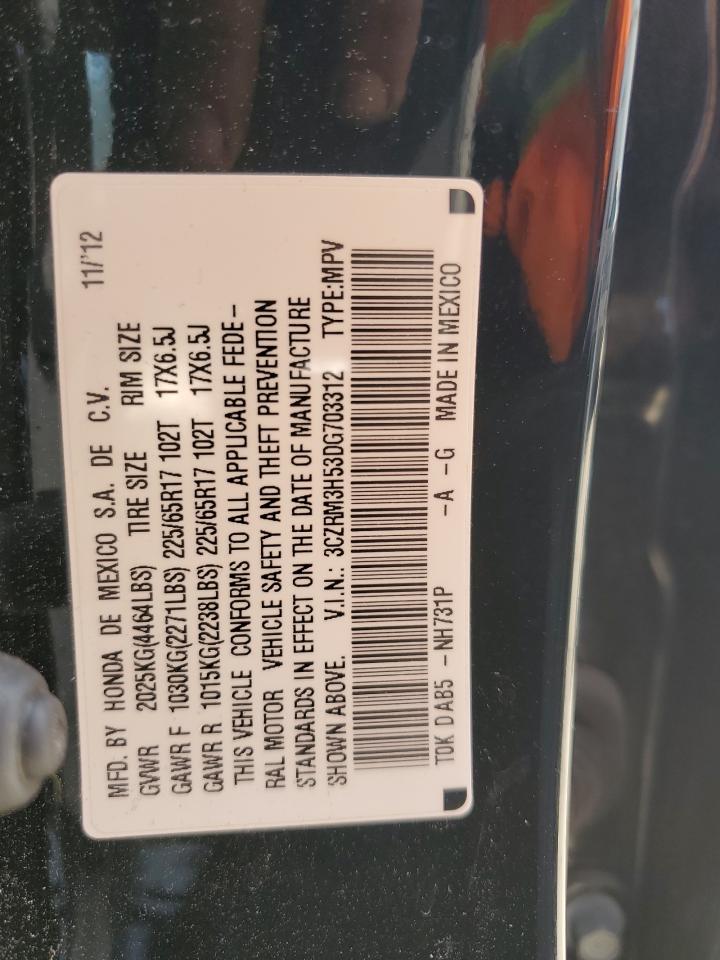 MFD. BY HONDA DE MEXICO S.A. DE C.V. 11/'12
GVWR 2025KG(4464LBS) TIRE SIZE RIM SIZE
GAWR F 1030KG(2271LBS) 225/65R17 102T 17X6.5J
GAWR R 1015KG(2238LBS) 225/65R17 102T 17X6.5J
THIS VEHICLE CONFORMS TO ALL APPLICABLE FEDE-
RAL MOTOR VEHICLE SAFETY AND THEFT PREVENTION
STANDARDS IN EFFECT ON THE DATE OF MANUFACTURE
SHOWN ABOVE. V.I.N.: 3CZRM3H53DG703312 TYPE:MPV
T0K D AB5 -NH731P -A -G MADE IN MEXICO